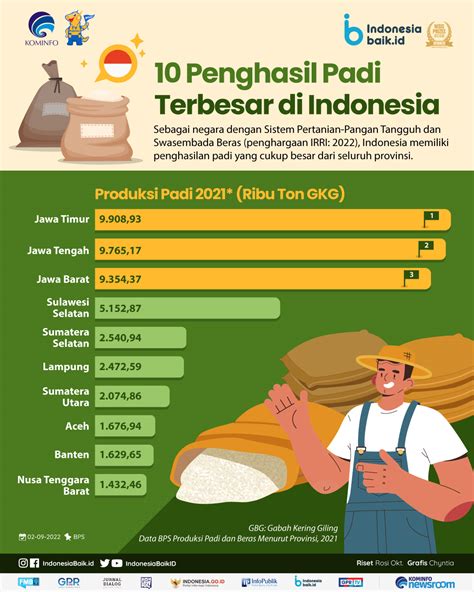 KOMINFO
Indonesia
baik.id
10 Penghasil Padi
Terbesar di Indonesia
Sebagai negara dengan Sistem Pertanian-Pangan Tangguh dan
Swasembada Beras (penghargaan IRRI: 2022), Indonesia memiliki
penghasilan padi yang cukup besar dari seluruh provinsi.
Produksi Padi 2021* (Ribu Ton GKG)
Jawa Timur 9.908,93 1
Jawa Tengah 9.765,17 2
Jawa Barat 9.354,37 3
Sulawesi
Selatan 5.152,87
Sumatera
Selatan 2.540,94
Lampung 2.472,59
Sumatera
Utara 2.074,86
Aceh 1.676,94
Banten 1.629,65
Nusa Tenggara
Barat 1.432,46
GBG: Gabah Kering Giling
Data BPS Produksi Padi dan Beras Menurut Provinsi, 2021
02-09-2022 BPS
IndonesiaBaik.id IndonesiaBaikID
Riset Rosi Okt. Grafis Chyntia
GPR JURNAL DIALOG INDONESIA.GO.ID InfoPublik Indonesia baik.id KOMINFO newsroom